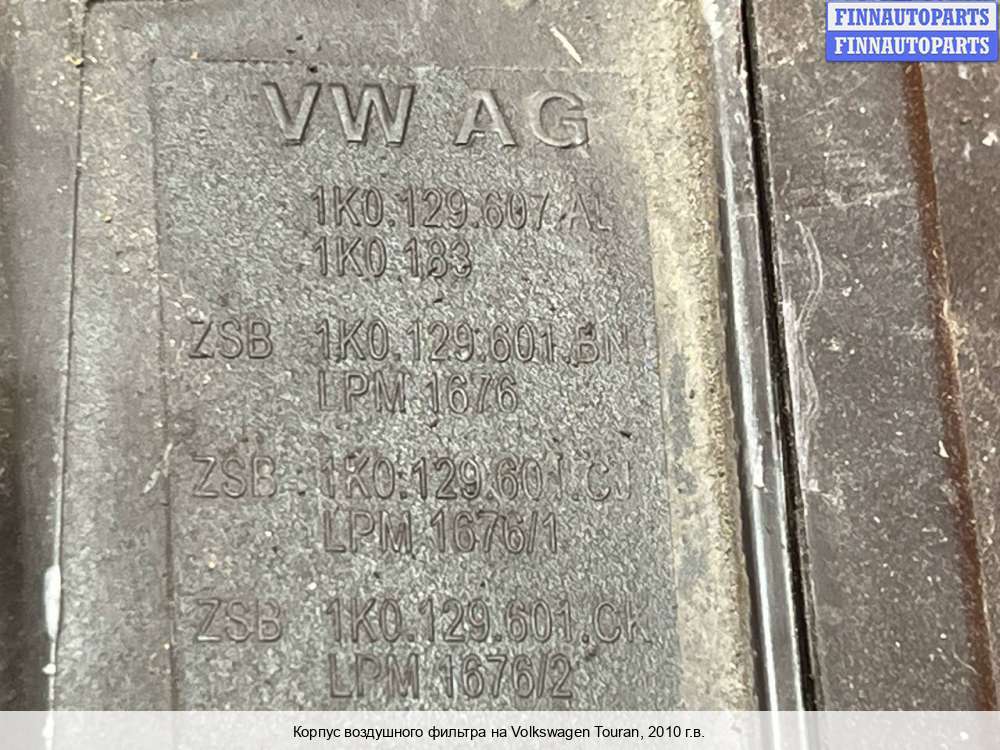 FINNAUTOPARTS
FINNAUTOPARTS
VW AG
1K0.129.607.AL
1K0.183
ZSB 1K0.129.601.BN
LPM 1676
ZSB 1K0.129.601.CJ
LPM 1676/1
ZSB 1K0.129.601.CK
LPM 1676/2
Корпус воздушного фильтра на Volkswagen Touran, 2010 г.в.